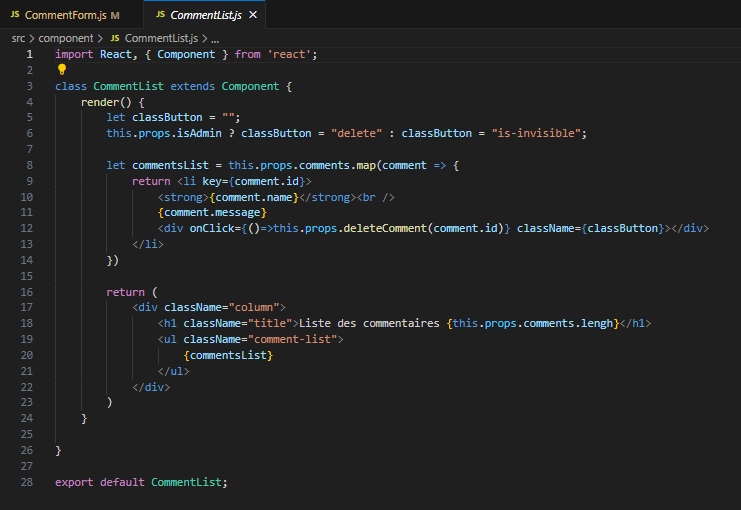 JS CommentForm.js M JS CommentList.js ×
src > component > JS CommentList.js > ...
1 import React, { Component } from 'react';
2
3 class CommentList extends Component {
4 render() {
5 let classButton = "";
6 this.props.isAdmin ? classButton = "delete" : classButton = "is-invisible";
7
8 let commentsList = this.props.comments.map(comment => {
9 return <li key={comment.id}>
10 <strong>{comment.name}</strong><br />
11 {comment.message}
12 <div onClick={()=>this.props.deleteComment(comment.id)} className={classButton}></div>
13 </li>
14 })
15
16 return (
17 <div className="column">
18 <h1 className="title">Liste des commentaires {this.props.comments.lengh}</h1>
19 <ul className="comment-list">
20 {commentsList}
21 </ul>
22 </div>
23 )
24 }
25
26 }
27
28 export default CommentList;